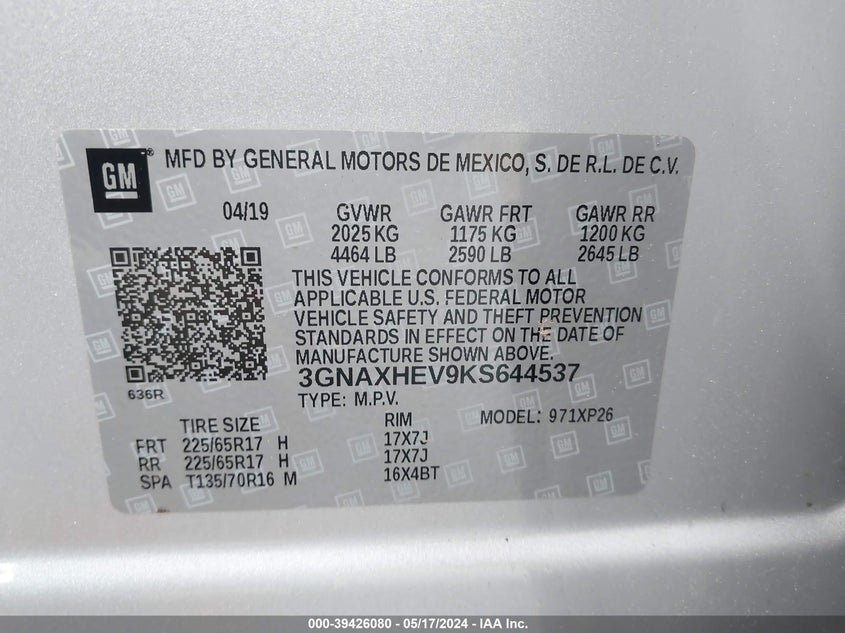 GM ® MFD BY GENERAL MOTORS DE MEXICO, S. DE R.L. DE C.V.
04/19 GVWR GAWR FRT GAWR RR
2025 KG 1175 KG 1200 KG
4464 LB 2590 LB 2645 LB
THIS VEHICLE CONFORMS TO ALL
APPLICABLE U.S. FEDERAL MOTOR
VEHICLE SAFETY AND THEFT PREVENTION
STANDARDS IN EFFECT ON THE DATE OF
MANUFACTURE SHOWN ABOVE.
3GNAXHEV9KS644537
636R
TYPE: M.P.V.
TIRE SIZE RIM MODEL: 971XP26
FRT 225/65R17 H 17X7J
RR 225/65R17 H 17X7J
SPA T135/70R16 M 16X4BT
000-39426080 - 05/17/2024 - IAA Inc.